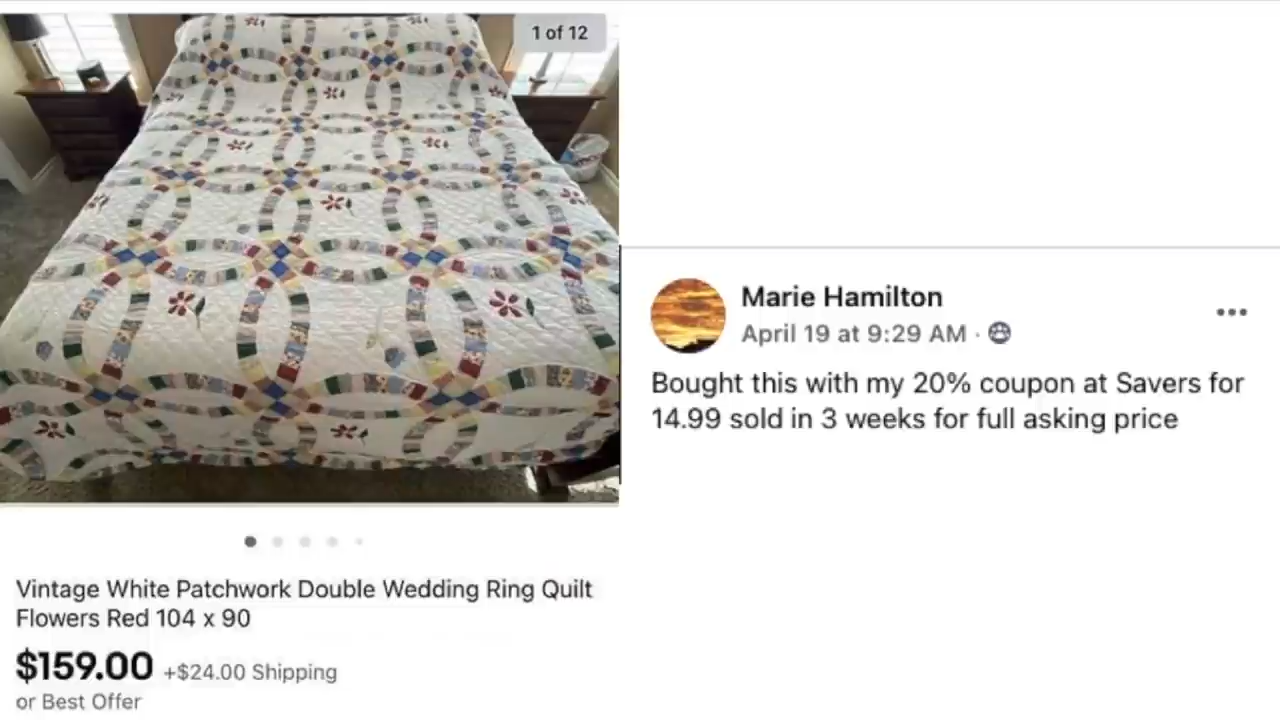 1 of 12
Vintage White Patchwork Double Wedding Ring Quilt
Flowers Red 104 x 90
$159.00 +$24.00 Shipping
or Best Offer
Marie Hamilton
April 19 at 9:29 AM ·
Bought this with my 20% coupon at Savers for
14.99 sold in 3 weeks for full asking price